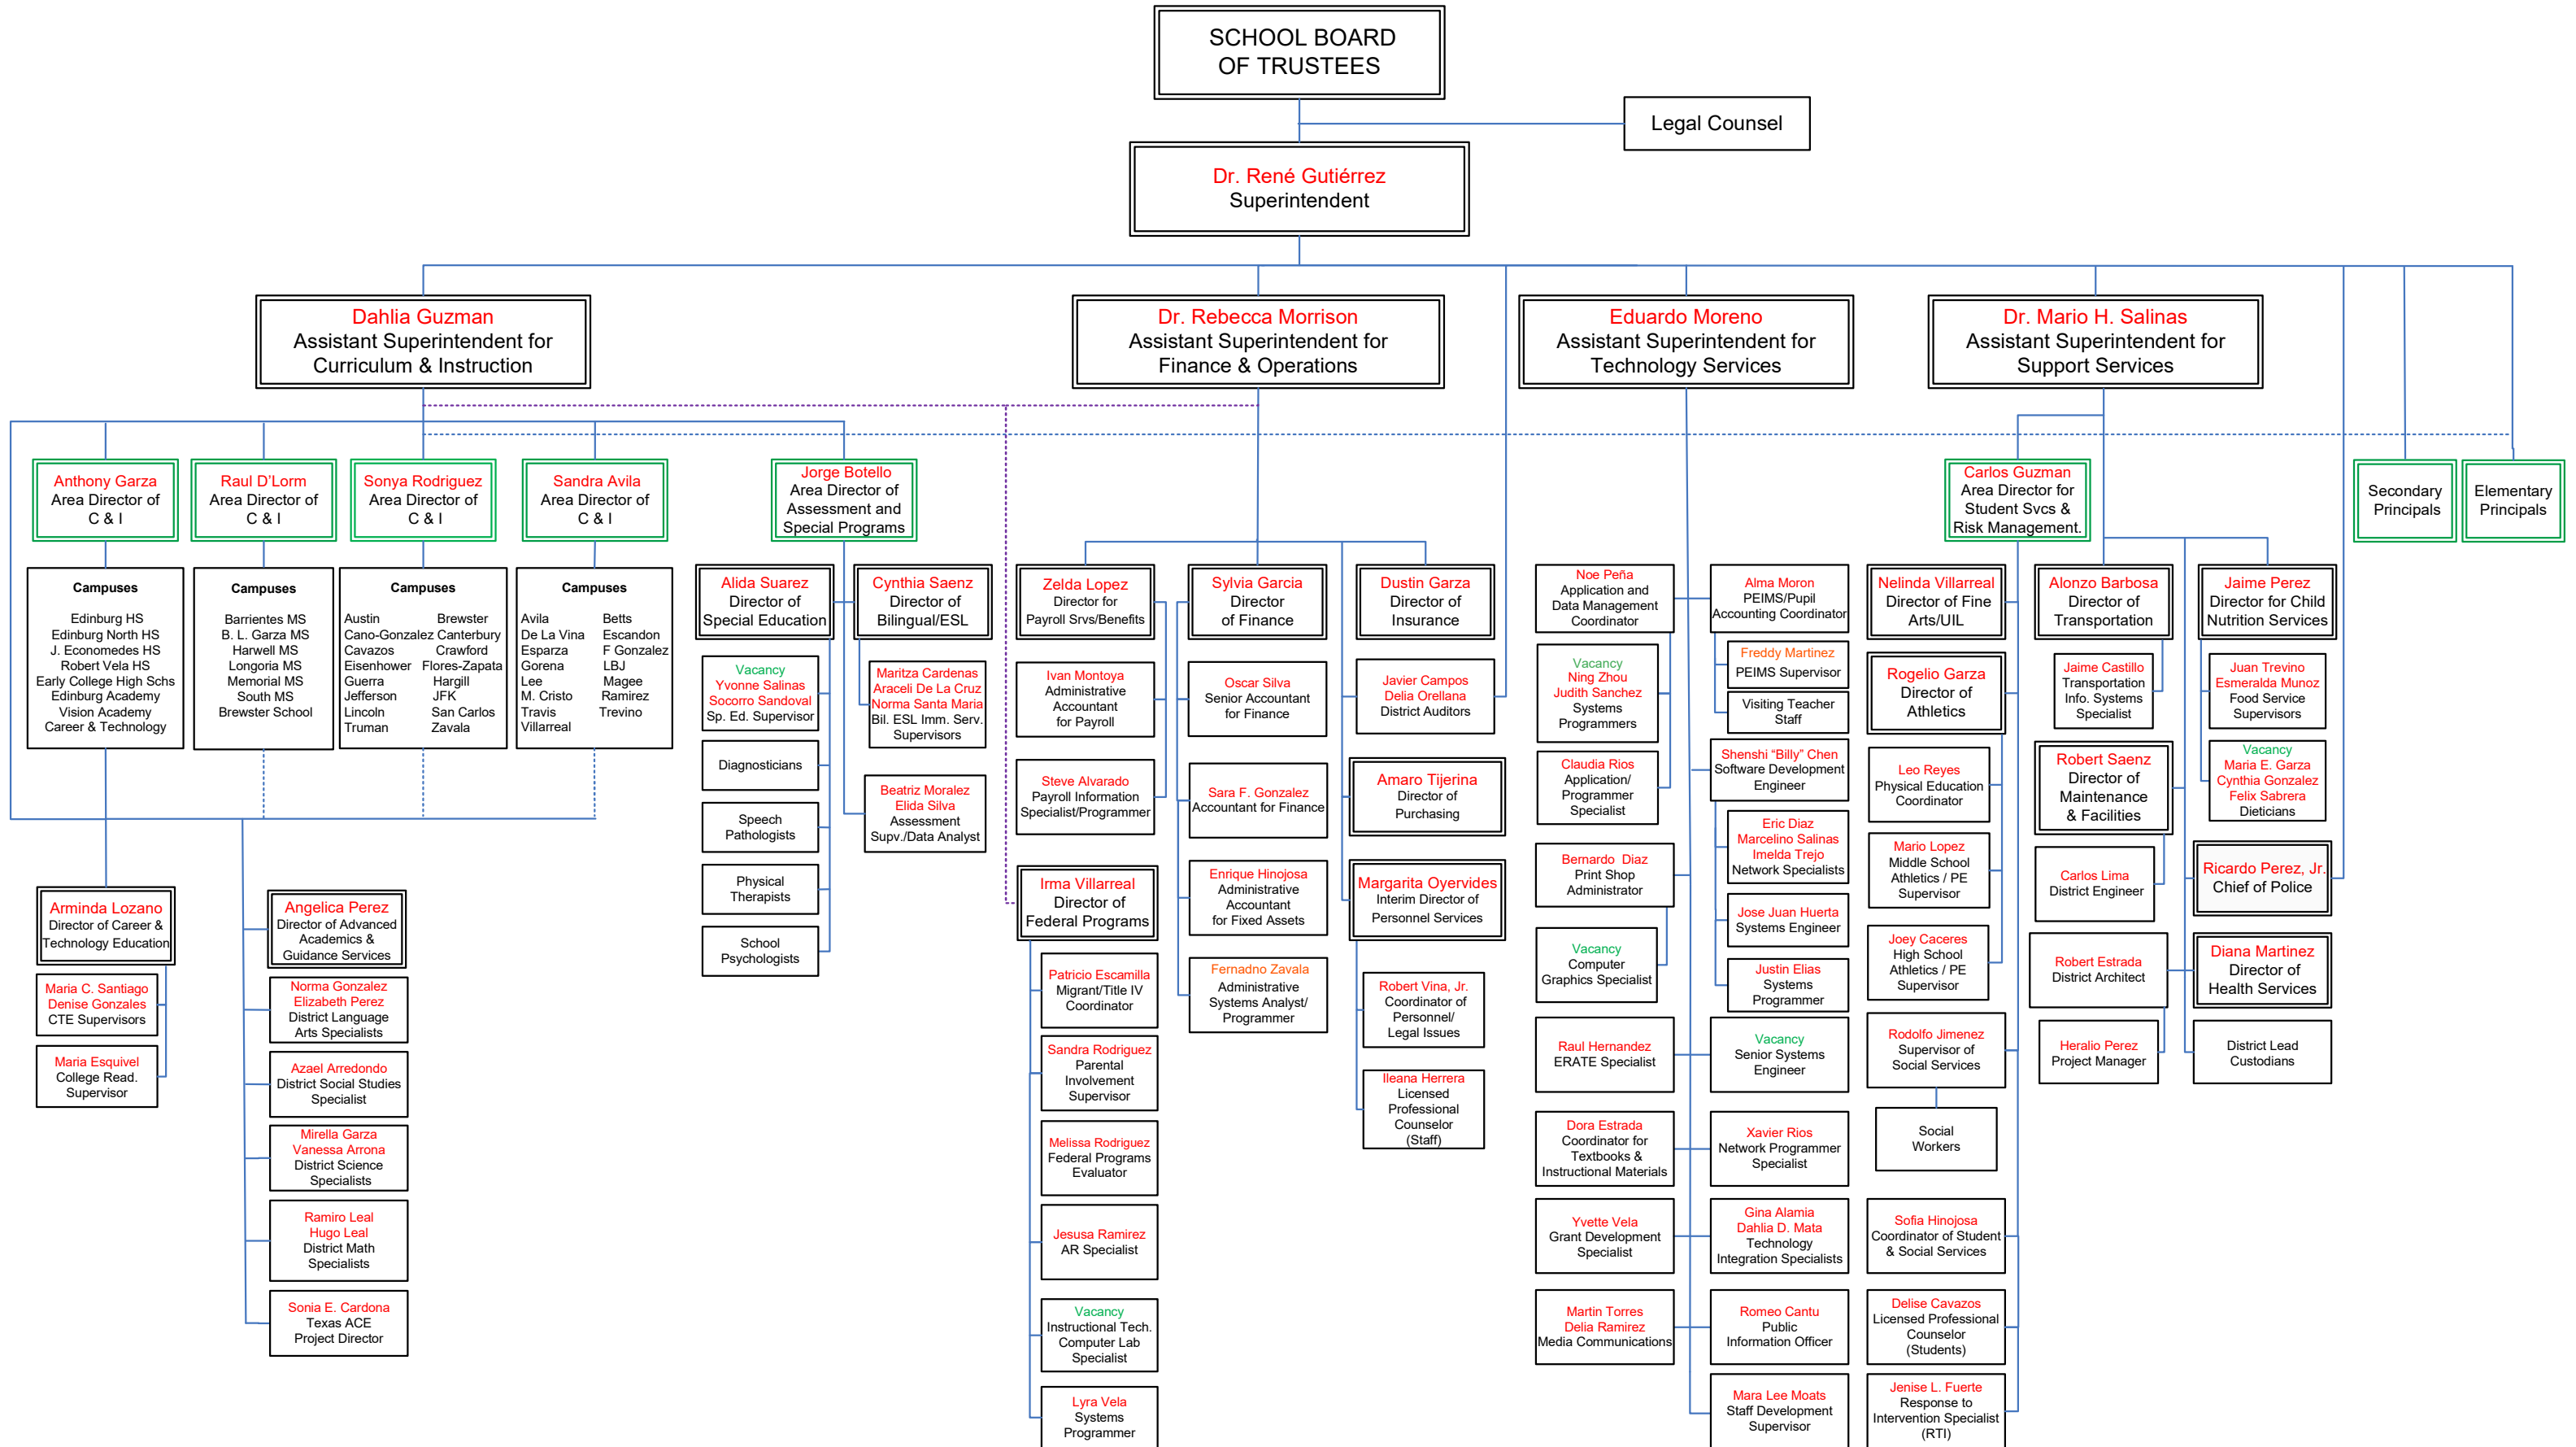 SCHOOL BOARD
OF TRUSTEES
Legal Counsel
Dr. René Gutiérrez
Superintendent
Dahlia Guzman
Assistant Superintendent for
Curriculum & Instruction
Dr. Rebecca Morrison
Assistant Superintendent for
Finance & Operations
Eduardo Moreno
Assistant Superintendent for
Technology Services
Dr. Mario H. Salinas
Assistant Superintendent for
Support Services
Anthony Garza
Area Director of
C & I
Raul D’Lorm
Area Director of
C & I
Sonya Rodriguez
Area Director of
C & I
Sandra Avila
Area Director of
C & I
Jorge Botello
Area Director of
Assessment and
Special Programs
Carlos Guzman
Area Director for
Student Svcs &
Risk Management.
Secondary
Principals
Elementary
Principals
Campuses
Edinburg HS
Edinburg North HS
J. Economedes HS
Robert Vela HS
Early College High Schs
Edinburg Academy
Vision Academy
Career & Technology
Campuses
Barrientes MS
B. L. Garza MS
Harwell MS
Longoria MS
Memorial MS
South MS
Brewster School
Campuses
Austin Brewster
Cano-Gonzalez Canterbury
Cavazos Crawford
Eisenhower Flores-Zapata
Guerra Hargill
Jefferson JFK
Lincoln San Carlos
Truman Zavala
Campuses
Avila Betts
De La Vina Escandon
Esparza F Gonzalez
Gorena LBJ
Lee Magee
M. Cristo Ramirez
Travis Trevino
Villarreal
Arminda Lozano
Director of Career &
Technology Education
Maria C. Santiago
Denise Gonzales
CTE Supervisors
Maria Esquivel
College Read.
Supervisor
Angelica Perez
Director of Advanced
Academics &
Guidance Services
Norma Gonzalez
Elizabeth Perez
District Language
Arts Specialists
Azael Arredondo
District Social Studies
Specialist
Mirella Garza
Vanessa Arrona
District Science
Specialists
Ramiro Leal
Hugo Leal
District Math
Specialists
Sonia E. Cardona
Texas ACE
Project Director
Alida Suarez
Director of
Special Education
Vacancy
Yvonne Salinas
Socorro Sandoval
Sp. Ed. Supervisor
Diagnosticians
Speech
Pathologists
Physical
Therapists
School
Psychologists
Cynthia Saenz
Director of
Bilingual/ESL
Maritza Cardenas
Araceli De La Cruz
Norma Santa Maria
Bil. ESL Imm. Serv.
Supervisors
Beatriz Moralez
Elida Silva
Assessment
Supv./Data Analyst
Zelda Lopez
Director for
Payroll Srvs/Benefits
Ivan Montoya
Administrative
Accountant
for Payroll
Steve Alvarado
Payroll Information
Specialist/Programmer
Irma Villarreal
Director of
Federal Programs
Patricio Escamilla
Migrant/Title IV
Coordinator
Sandra Rodriguez
Parental
Involvement
Supervisor
Melissa Rodriguez
Federal Programs
Evaluator
Jesusa Ramirez
AR Specialist
Vacancy
Instructional Tech.
Computer Lab
Specialist
Lyra Vela
Systems
Programmer
Sylvia Garcia
Director
of Finance
Oscar Silva
Senior Accountant
for Finance
Sara F. Gonzalez
Accountant for Finance
Enrique Hinojosa
Administrative
Accountant
for Fixed Assets
Fernadno Zavala
Administrative
Systems Analyst/
Programmer
Dustin Garza
Director of
Insurance
Javier Campos
Delia Orellana
District Auditors
Amaro Tijerina
Director of
Purchasing
Margarita Oyervides
Interim Director of
Personnel Services
Robert Vina, Jr.
Coordinator of
Personnel/
Legal Issues
Ileana Herrera
Licensed
Professional
Counselor
(Staff)
Noe Peña
Application and
Data Management
Coordinator
Vacancy
Ning Zhou
Judith Sanchez
Systems
Programmers
Claudia Rios
Application/
Programmer
Specialist
Bernardo Diaz
Print Shop
Administrator
Vacancy
Computer
Graphics Specialist
Raul Hernandez
ERATE Specialist
Dora Estrada
Coordinator for
Textbooks &
Instructional Materials
Yvette Vela
Grant Development
Specialist
Martin Torres
Delia Ramirez
Media Communications
Alma Moron
PEIMS/Pupil
Accounting Coordinator
Freddy Martinez
PEIMS Supervisor
Visiting Teacher
Staff
Shenshi “Billy” Chen
Software Development
Engineer
Eric Diaz
Marcelino Salinas
Imelda Trejo
Network Specialists
Jose Juan Huerta
Systems Engineer
Justin Elias
Systems
Programmer
Vacancy
Senior Systems
Engineer
Xavier Rios
Network Programmer
Specialist
Gina Alamia
Dahlia D. Mata
Technology
Integration Specialists
Romeo Cantu
Public
Information Officer
Mara Lee Moats
Staff Development
Supervisor
Nelinda Villarreal
Director of Fine
Arts/UIL
Rogelio Garza
Director of
Athletics
Leo Reyes
Physical Education
Coordinator
Mario Lopez
Middle School
Athletics / PE
Supervisor
Joey Caceres
High School
Athletics / PE
Supervisor
Rodolfo Jimenez
Supervisor of
Social Services
Social
Workers
Sofia Hinojosa
Coordinator of Student
& Social Services
Delise Cavazos
Licensed Professional
Counselor
(Students)
Jenise L. Fuerte
Response to
Intervention Specialist
(RTI)
Alonzo Barbosa
Director of
Transportation
Jaime Castillo
Transportation
Info. Systems
Specialist
Robert Saenz
Director of
Maintenance
& Facilities
Carlos Lima
District Engineer
Robert Estrada
District Architect
Heralio Perez
Project Manager
Jaime Perez
Director for Child
Nutrition Services
Juan Trevino
Esmeralda Munoz
Food Service
Supervisors
Vacancy
Maria E. Garza
Cynthia Gonzalez
Felix Sabrera
Dieticians
Ricardo Perez, Jr.
Chief of Police
Diana Martinez
Director of
Health Services
District Lead
Custodians